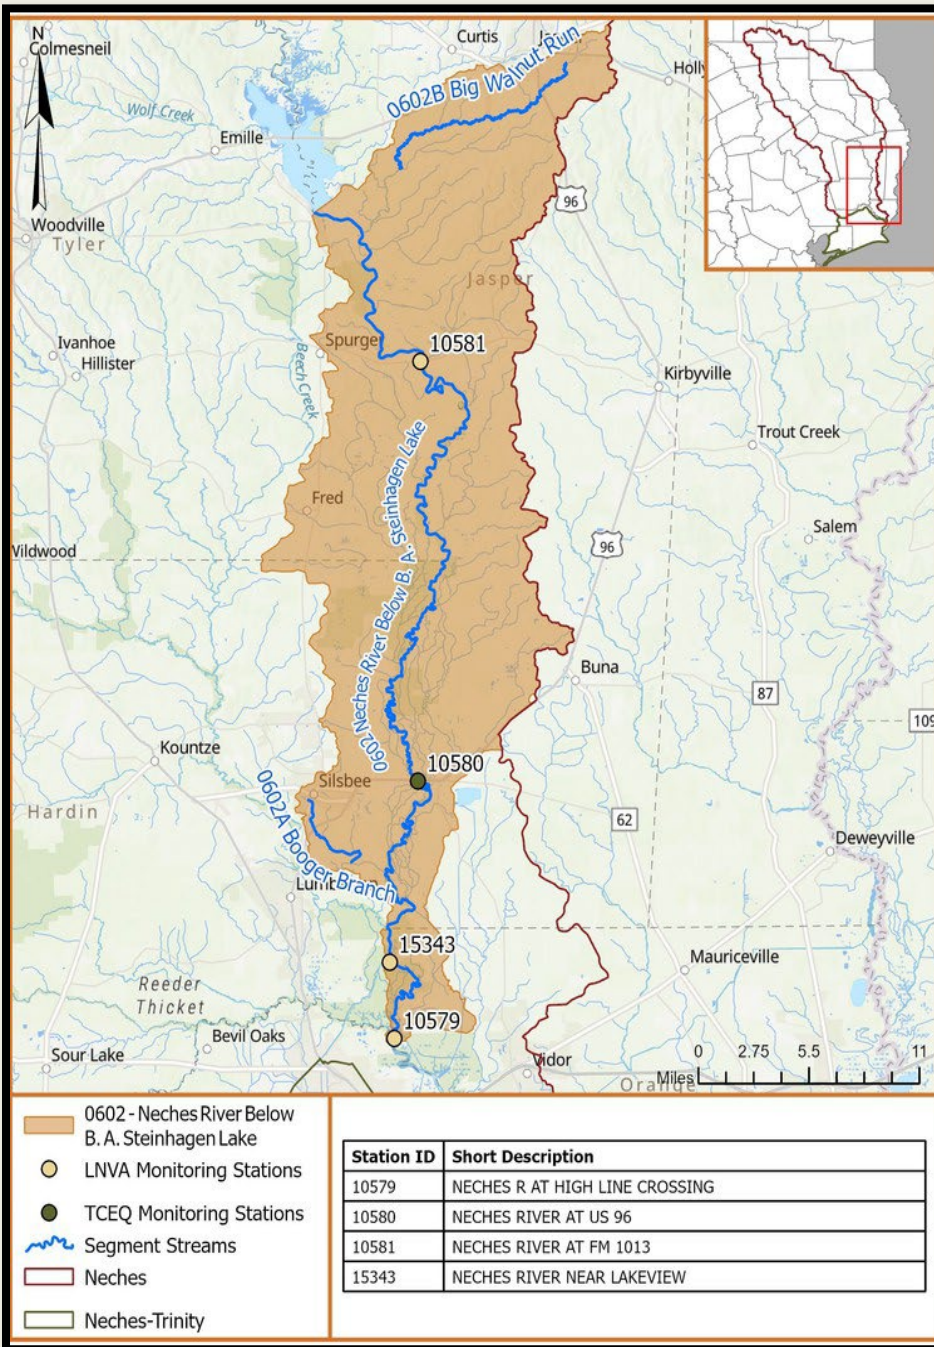 N
Colmesneil
Curtis
Holly
0602B Big Walnut Run
Wolf Creek
Emille
96
Woodville
Tyler
Jasper
Ivanhoe
Hillister
Spurger
10581
Beech Creek
Kirbyville
Trout Creek
0602 Neches River Below B. A. Steinhagen Lake
Fred
Salem
Wildwood
96
Buna
87
109
Kountze
10580
Silsbee
0602A Booger Branch
Hardin
62
Deweyville
Lum
15343
Mauriceville
Reeder
Thicket
10579
Bevil Oaks
Sour Lake
Vidor
Orange
0 2.75 5.5 11
Miles
0602 - Neches River Below
B. A. Steinhagen Lake
LNVA Monitoring Stations
TCEQ Monitoring Stations
Segment Streams
Neches
Neches-Trinity
Station ID Short Description
10579 NECHES R AT HIGH LINE CROSSING
10580 NECHES RIVER AT US 96
10581 NECHES RIVER AT FM 1013
15343 NECHES RIVER NEAR LAKEVIEW